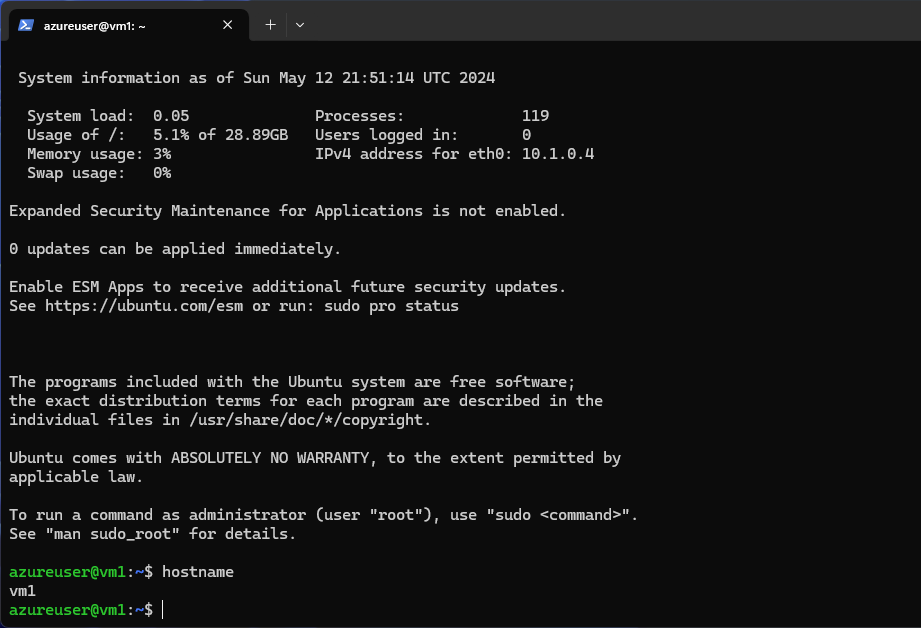 azureuser@vm1: ~
System information as of Sun May 12 21:51:14 UTC 2024
System load:  0.05              Processes:             119
Usage of /:   5.1% of 28.89GB   Users logged in:       0
Memory usage: 3%                IPv4 address for eth0: 10.1.0.4
Swap usage:   0%
Expanded Security Maintenance for Applications is not enabled.
0 updates can be applied immediately.
Enable ESM Apps to receive additional future security updates.
See https://ubuntu.com/esm or run: sudo pro status
The programs included with the Ubuntu system are free software;
the exact distribution terms for each program are described in the
individual files in /usr/share/doc/*/copyright.
Ubuntu comes with ABSOLUTELY NO WARRANTY, to the extent permitted by
applicable law.
To run a command as administrator (user "root"), use "sudo <command>".
See "man sudo_root" for details.
azureuser@vm1:~$ hostname
vm1
azureuser@vm1:~$